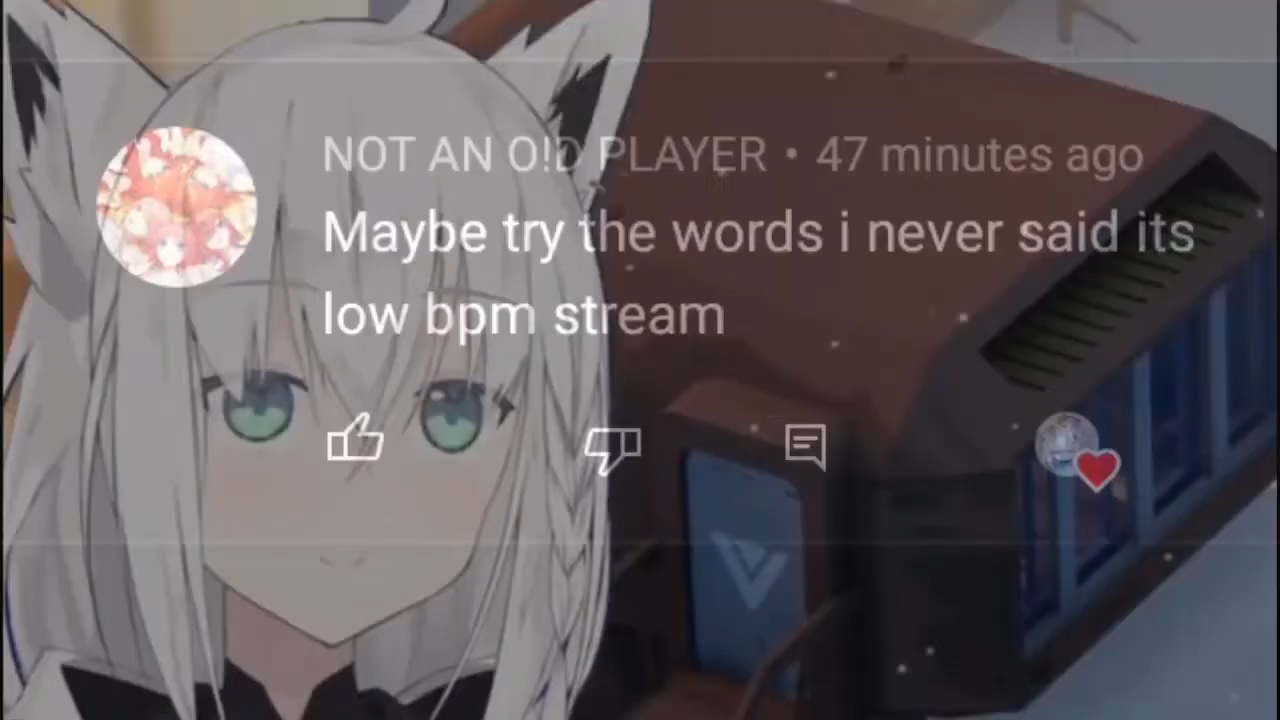 NOT AN O!D PLAYER • 47 minutes ago
Maybe try the words i never said its
low bpm stream